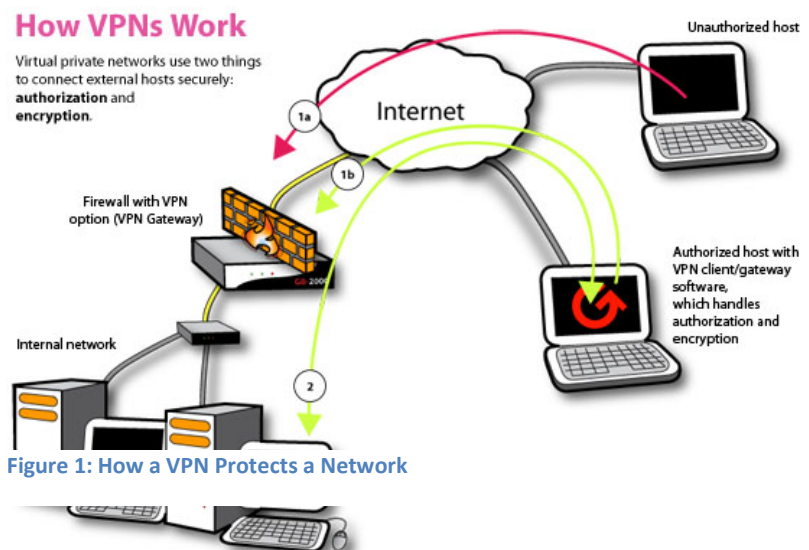 How VPNs Work
Virtual private networks use two things
to connect external hosts securely:
authorization and
encryption.
Unauthorized host
Internet
1a
1b
Firewall with VPN
option (VPN Gateway)
Authorized host with
VPN client/gateway
software,
which handles
authorization and
encryption
Internal network
2
Figure 1: How a VPN Protects a Network